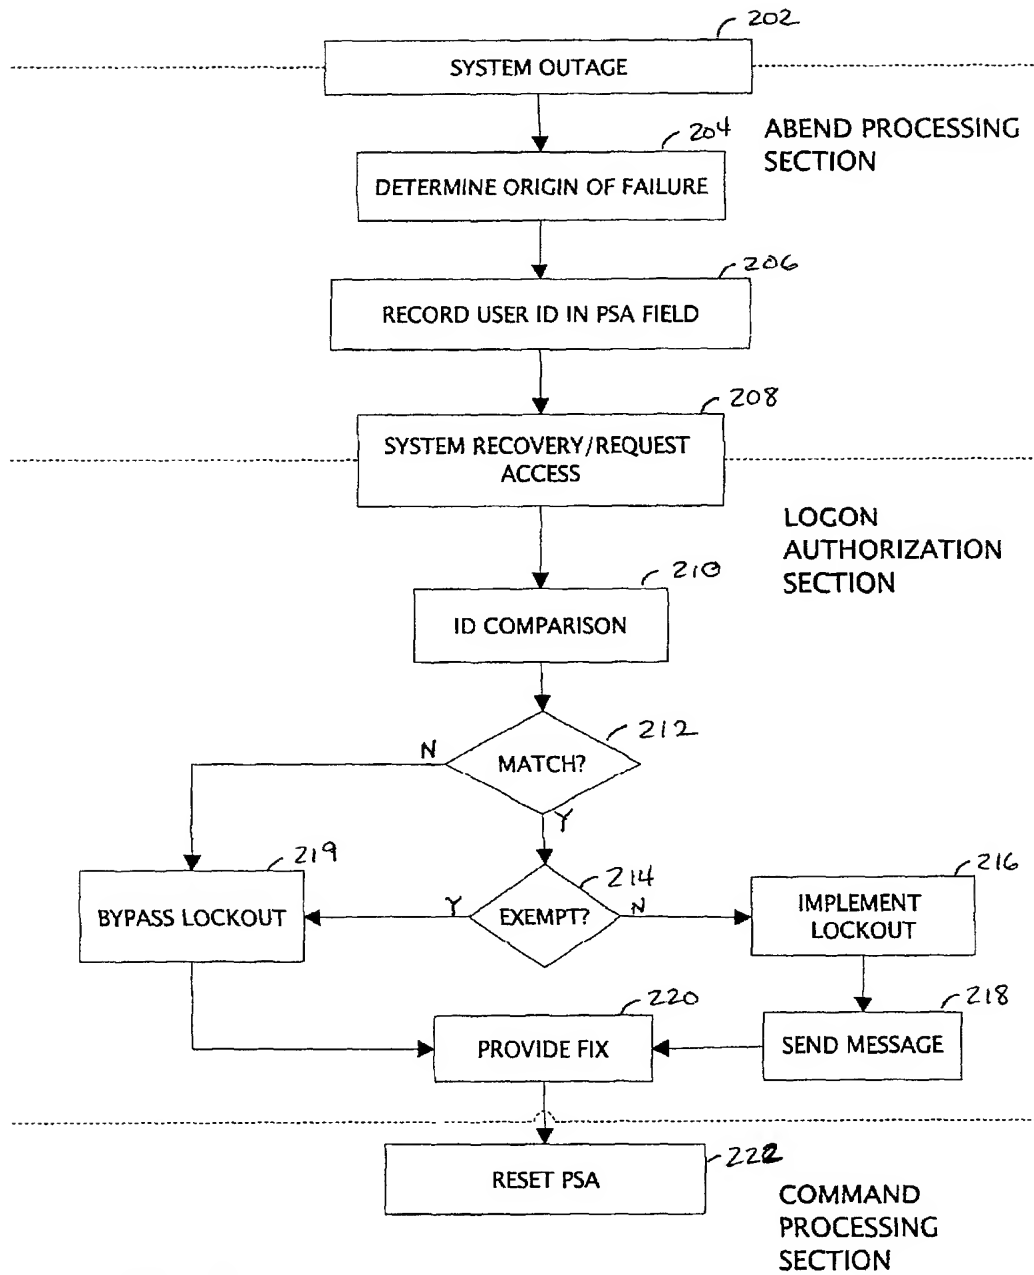 202
SYSTEM OUTAGE
ABEND PROCESSING
SECTION
204
DETERMINE ORIGIN OF FAILURE
206
RECORD USER ID IN PSA FIELD
208
SYSTEM RECOVERY/REQUEST
ACCESS
LOGON
AUTHORIZATION
SECTION
210
ID COMPARISON
212
MATCH?
N
Y
219
BYPASS LOCKOUT
214
EXEMPT?
Y
N
216
IMPLEMENT
LOCKOUT
218
SEND MESSAGE
220
PROVIDE FIX
222
RESET PSA
COMMAND
PROCESSING
SECTION